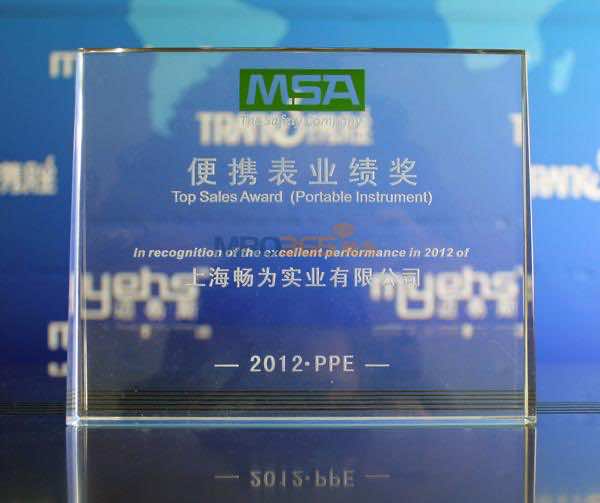 MSA
The Safety Company
便携表业绩奖
Top Sales Award (Portable Instrument)
In recognition of the excellent performance in 2012 of
上海畅为实业有限公司
— 2012·PPE —